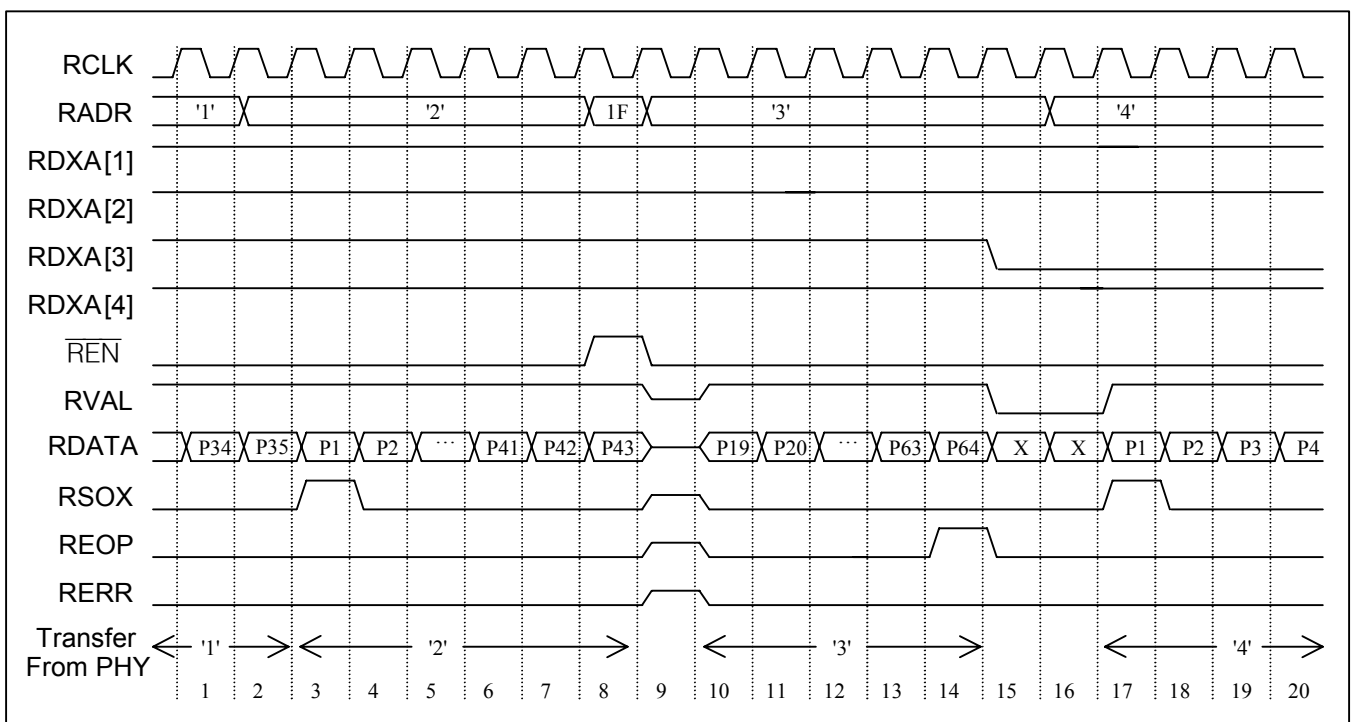 RCLK
RADR '1' '2' 1F '3' '4'
RDXA[1]
RDXA[2]
RDXA[3]
RDXA[4]
REN
RVAL
RDATA P34 P35 P1 P2 ... P41 P42 P43 P19 P20 ... P63 P64 X X P1 P2 P3 P4
RSOX
REOP
RERR
Transfer
From PHY '1' '2' '3' '4'
1 2 3 4 5 6 7 8 9 10 11 12 13 14 15 16 17 18 19 20